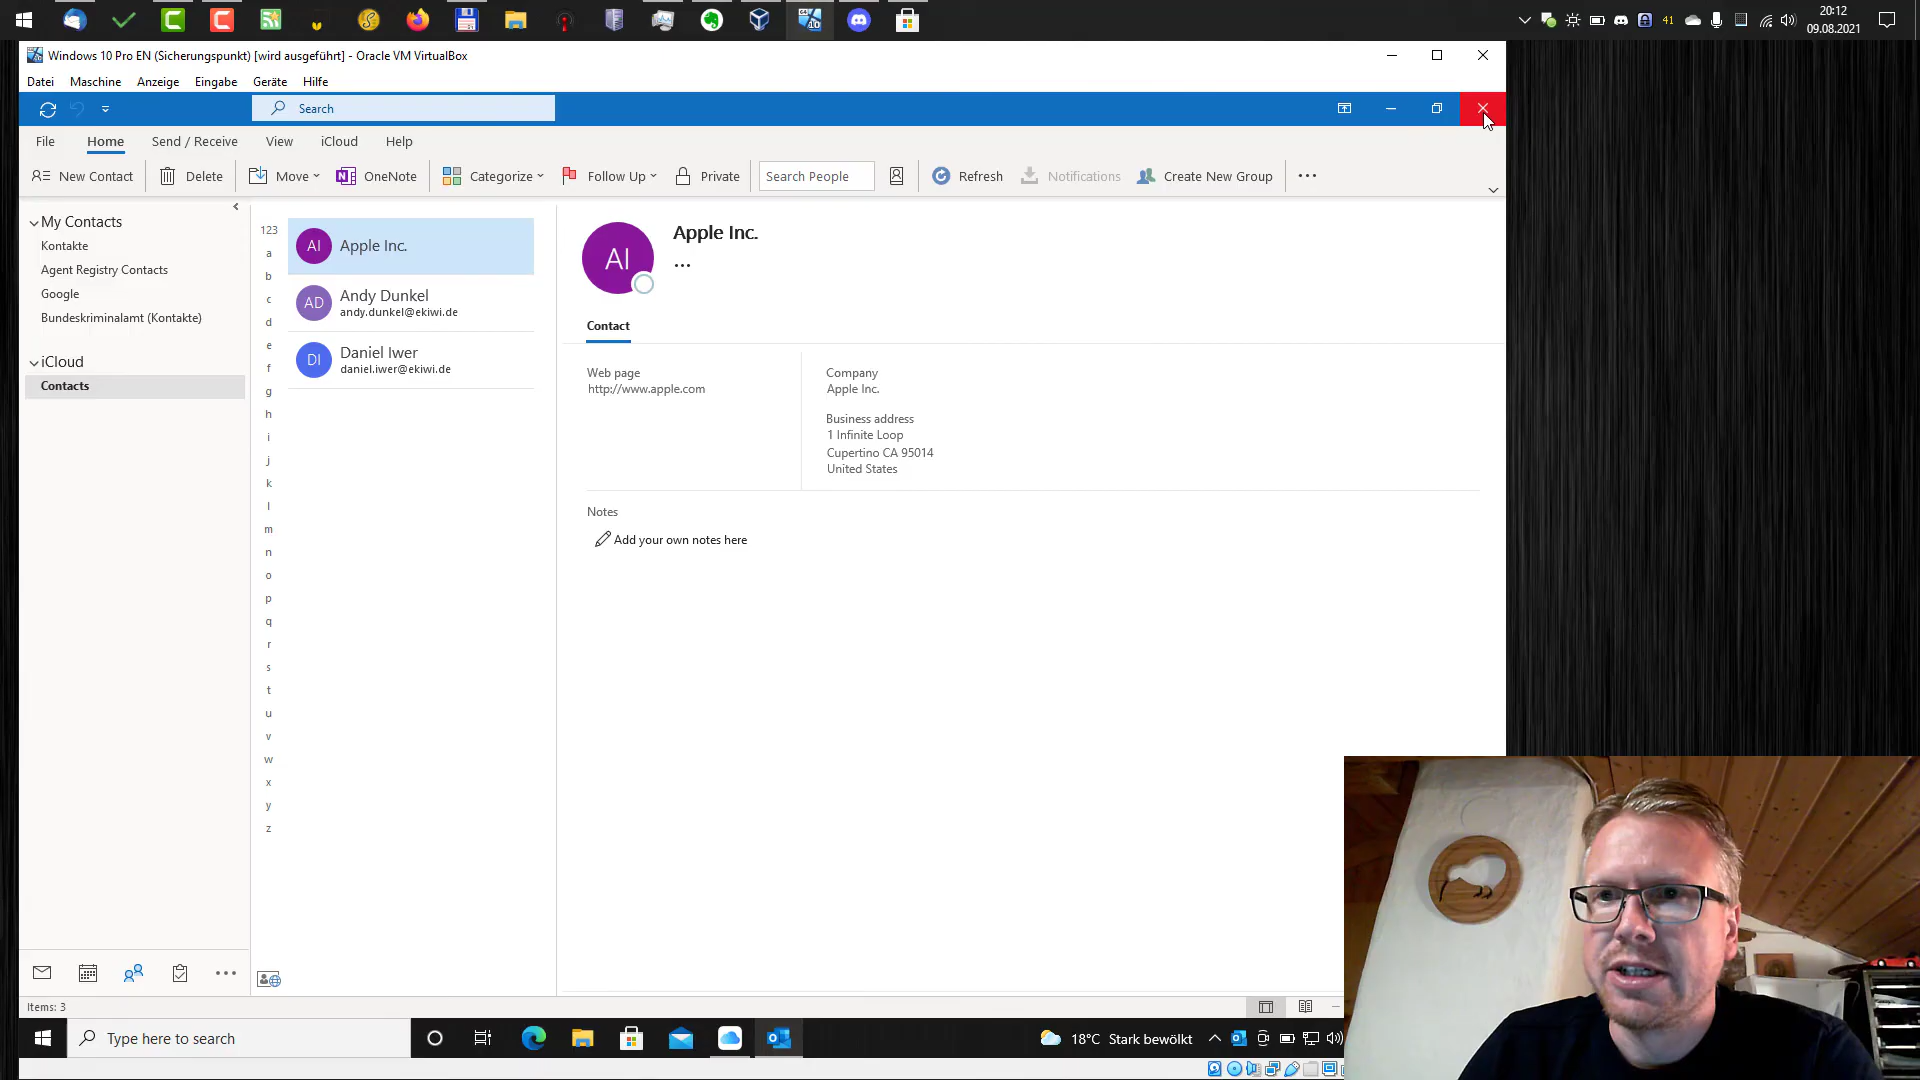 20:12
41
09.08.2021
Windows 10 Pro EN (Sicherungspunkt) [wird ausgeführt] - Oracle VM VirtualBox
Datei Maschine Anzeige Eingabe Geräte Hilfe
Search
File Home Send / Receive View iCloud Help
New Contact Delete Move OneNote Categorize Follow Up Private Search People Refresh Notifications Create New Group
My Contacts
Kontakte
Agent Registry Contacts
Google
Bundeskriminalamt (Kontakte)
iCloud
Contacts
123
a
b
c
d
e
f
g
h
i
j
k
l
m
n
o
p
q
r
s
t
u
v
w
x
y
z
AI Apple Inc.
AD Andy Dunkel
andy.dunkel@ekiwi.de
DI Daniel Iwer
daniel.iwer@ekiwi.de
AI
Apple Inc.
Contact
Web page
http://www.apple.com
Company
Apple Inc.
Business address
1 Infinite Loop
Cupertino CA 95014
United States
Notes
Add your own notes here
Items: 3
Type here to search
18°C Stark bewölkt